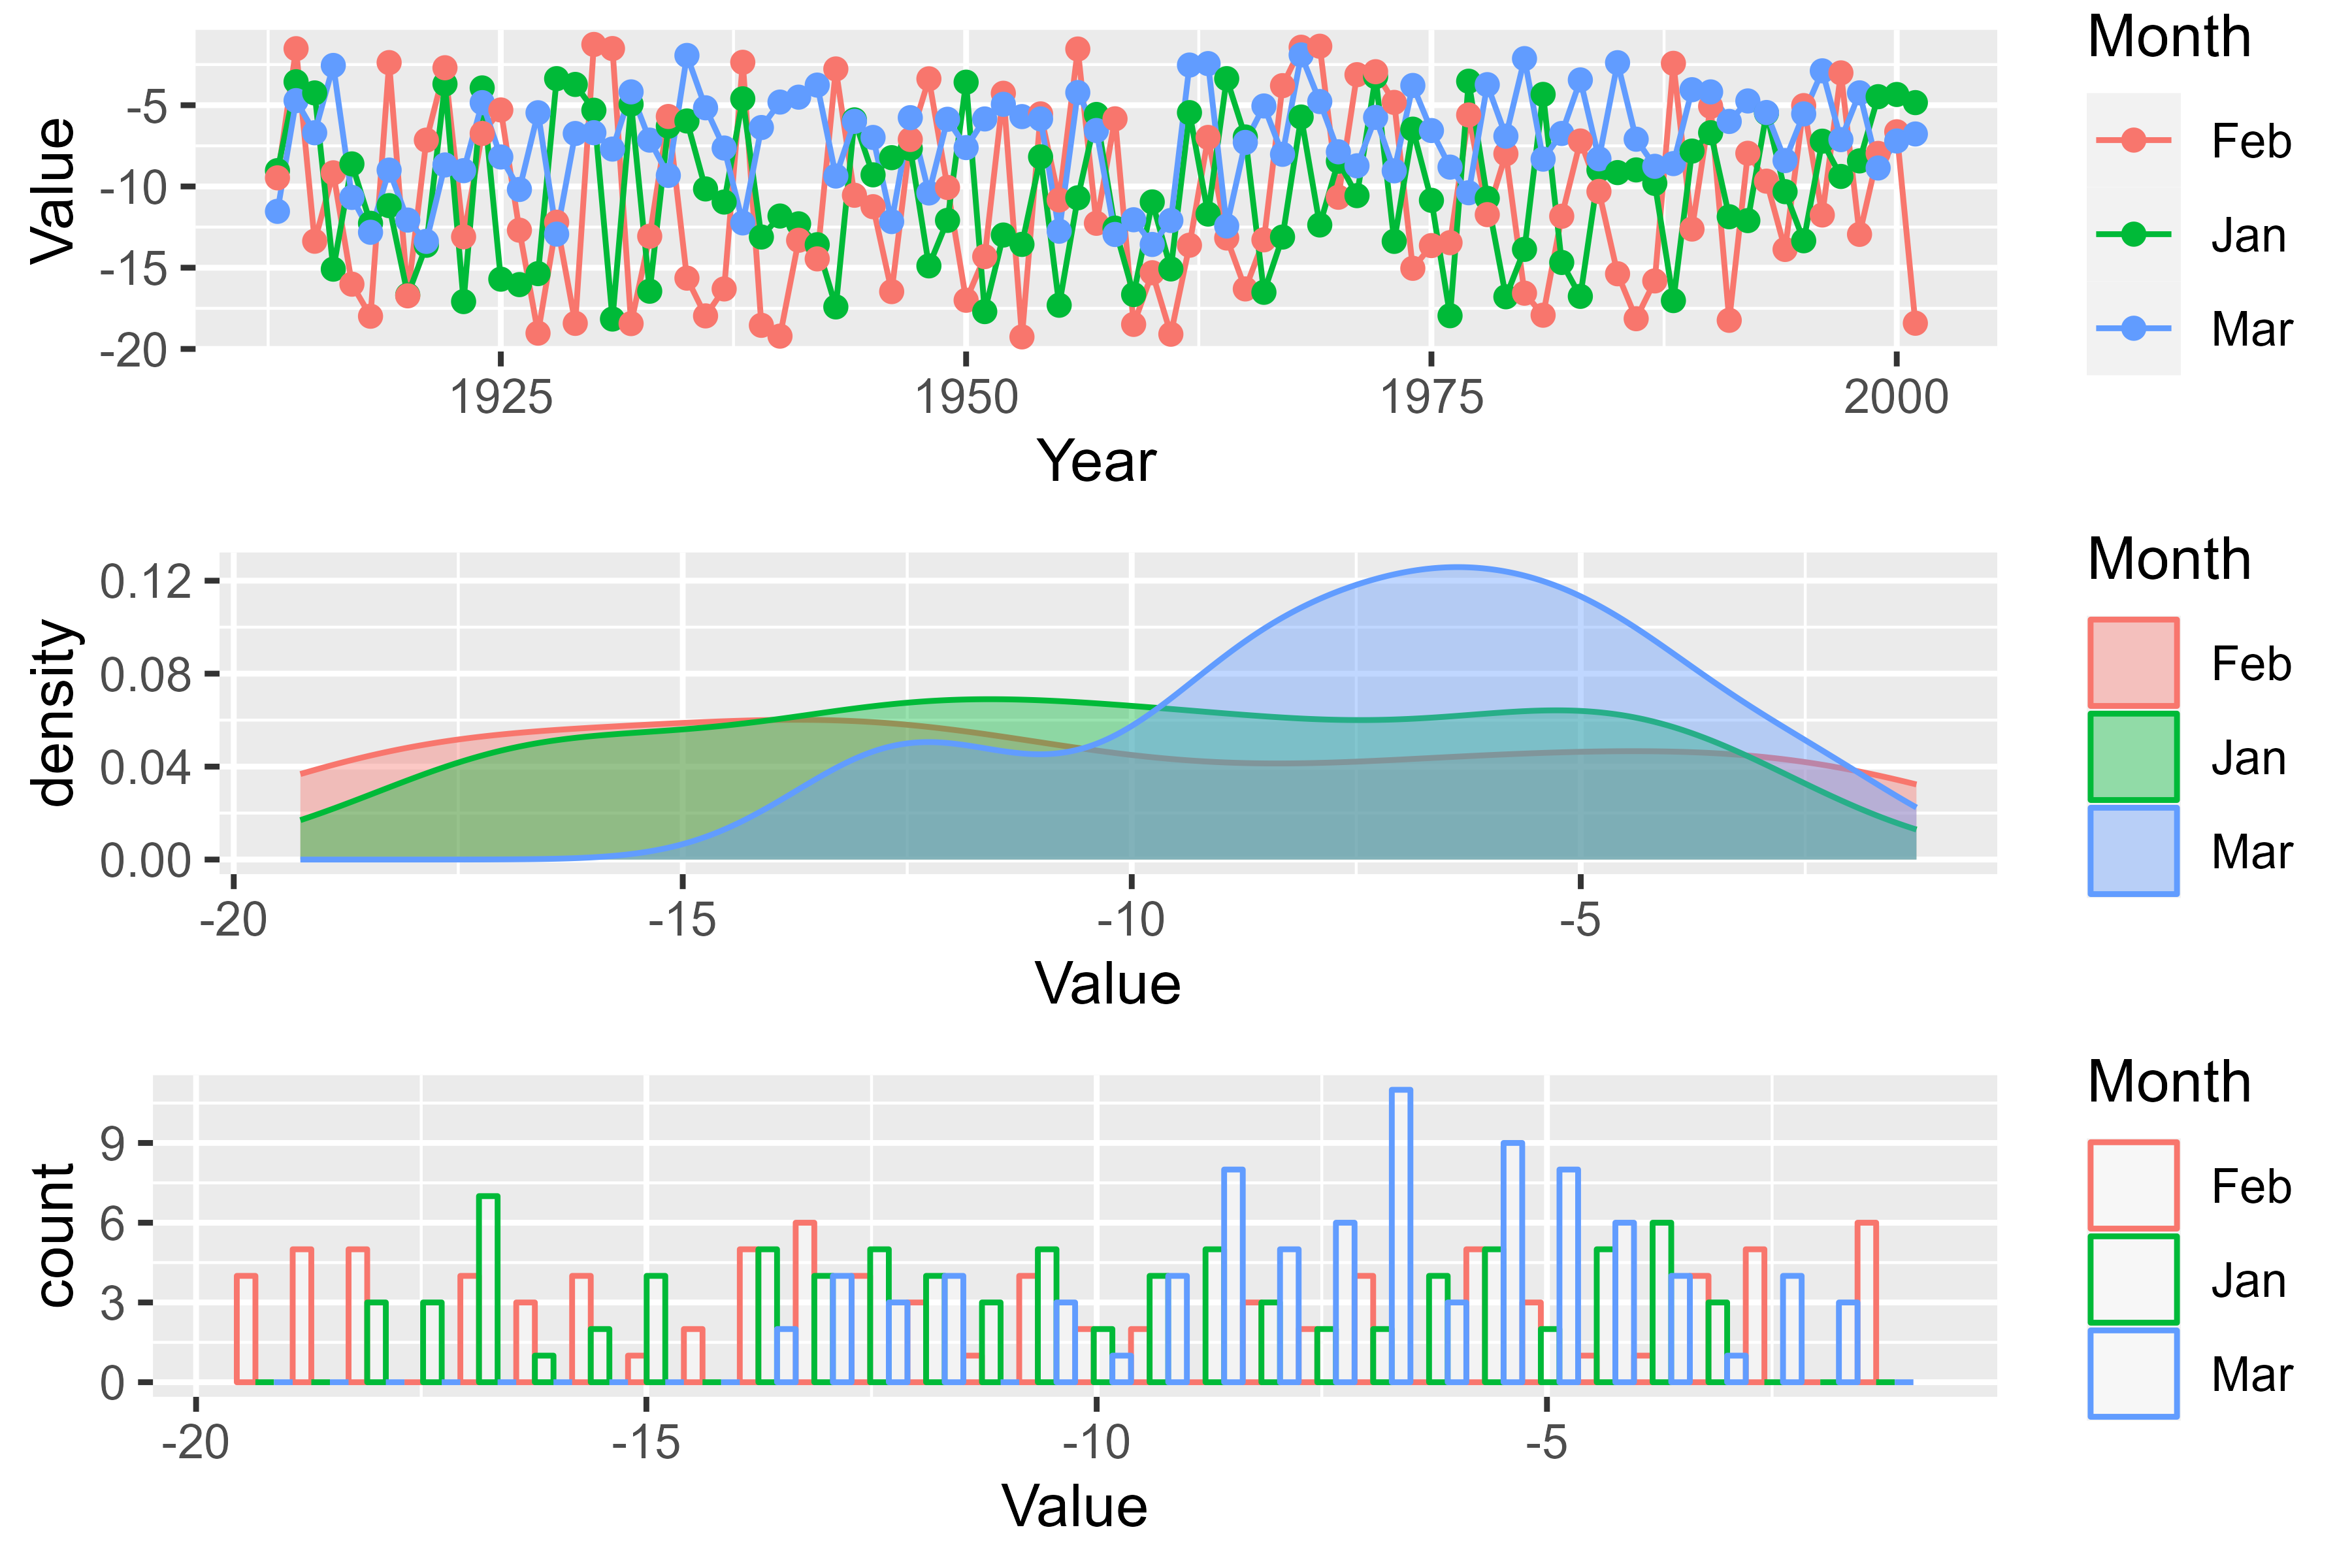 Month
Feb
Jan
Mar
Value
-5
-10
-15
-20
1925 1950 1975 2000
Year
Month
Feb
Jan
Mar
density
0.12
0.08
0.04
0.00
-20 -15 -10 -5
Value
Month
Feb
Jan
Mar
count
9
6
3
0
-20 -15 -10 -5
Value